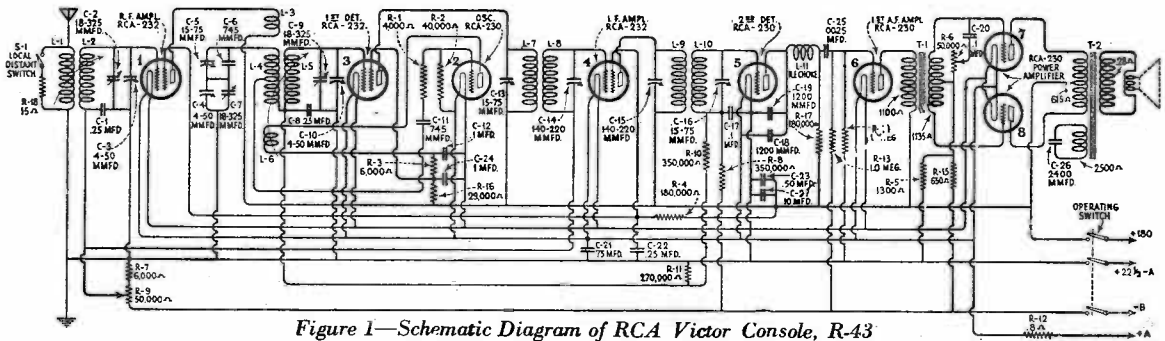 S-1
LOCAL
DISTANT
SWITCH
L-1
R-18
15Ω
C-2
18-325
MMFD.
L-2
C-1
.25 MFD.
C-3
4-50
MMFD.
R.F. AMPL.
RCA-232
1
C-5
15-75
MMFD.
C-6
745
MMFD.
C-4
4-50
MMFD.
C-7
18-325
MMFD.
L-3
L-4
L-5
L-6
C-9
18-325
MMFD.
C-8 .25 MFD.
C-10
4-50 MMFD.
1 ST DET.
RCA-232
3
R-1
4000Ω
R-2
40,000Ω
OSC.
RCA-230
2
C-11
745
MMFD.
C-12
.1 MFD.
C-24
.1 MFD.
R-3
6,000Ω
R-16
29,000Ω
C-13
15-75
MMFD.
L-7
L-8
C-14
140-220
MMFD.
I.F. AMPL.
RCA-232
4
C-15
140-220
MMFD.
L-9
L-10
C-16
15-75
MMFD.
R-10
350,000Ω
R-4
180,000Ω
2 ND DET.
RCA-230
5
C-17
.1
MFD.
R-8
350,000Ω
L-11
R.F. CHOKE
C-19
1200
MMFD.
C-18
1200 MMFD.
C-23
.50 MFD.
C-27
10 MFD.
C-25
.0025 MFD.
R-17
180,000Ω
R-13
1.0 MEG.
1 ST A.F. AMPL.
RCA-230
6
T-1
1100Ω
1135Ω
R-5
1300Ω
R-15
650Ω
R-6
50,000Ω
C-20
7
RCA-230
POWER
AMPLIFIER
8
T-2
615Ω
.28Ω
C-26
2400
MMFD.
2500Ω
C-21
.75 MFD.
C-22
.25 MFD.
R-11
270,000Ω
R-7
6,000Ω
R-9
50,000Ω
OPERATING
SWITCH
+180
+22½-A
-B
R-12
.8Ω
+A
Figure 1—Schematic Diagram of RCA Victor Console, R-43